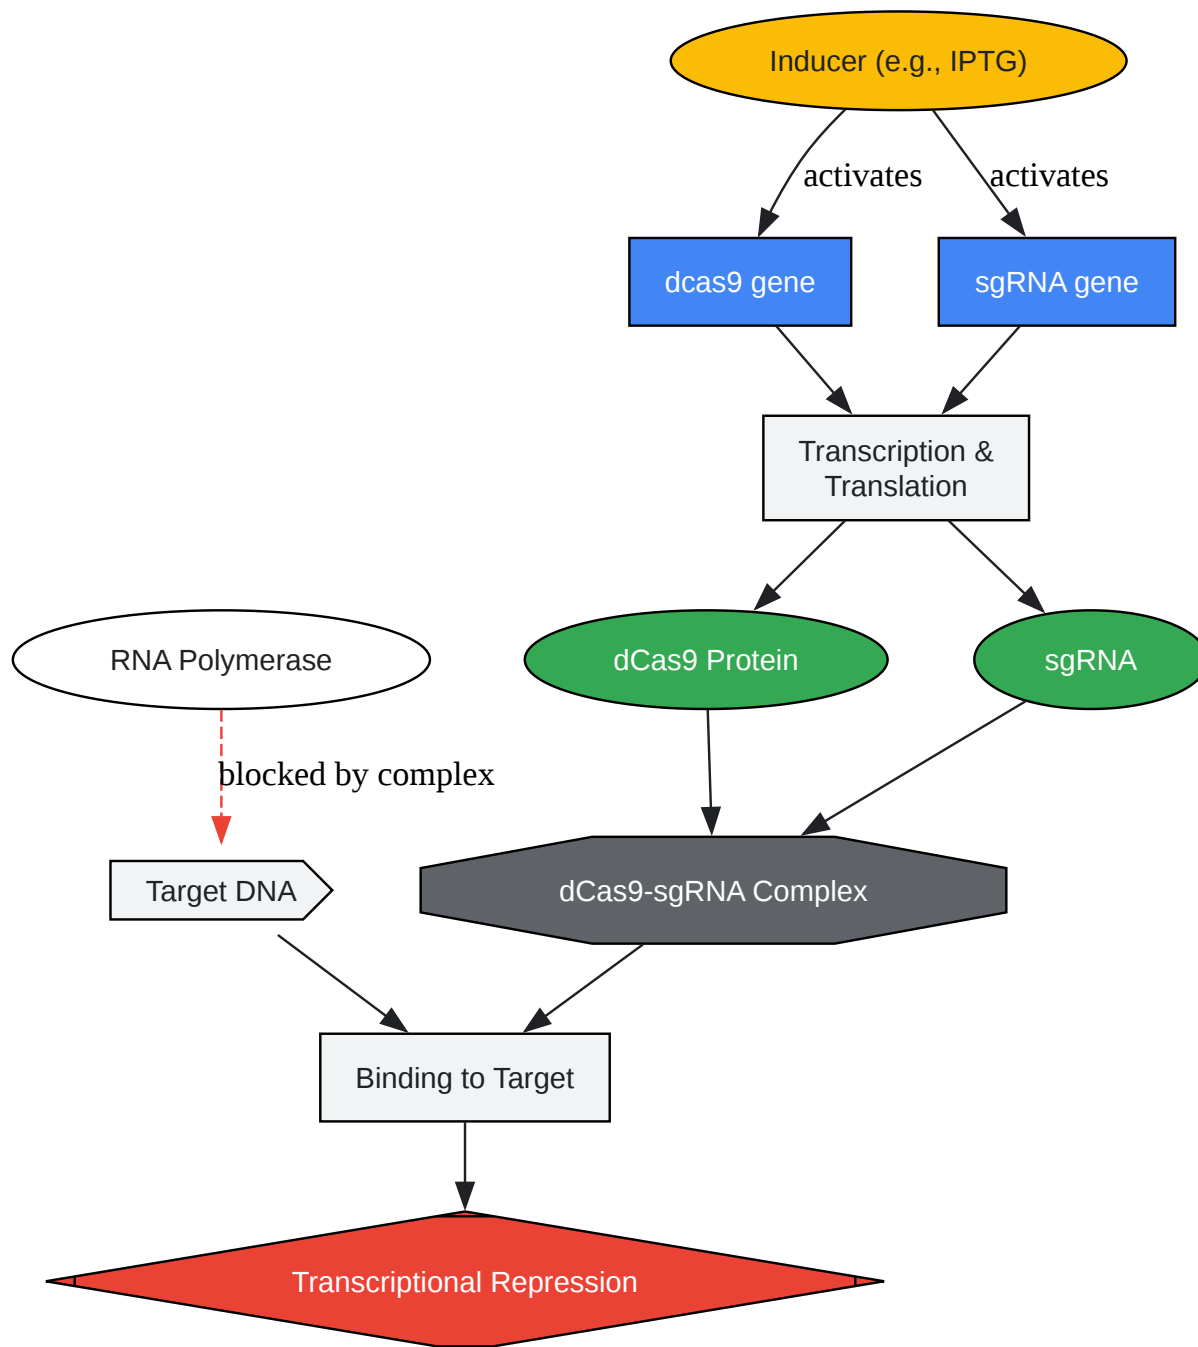 Inducer (e.g., IPTG)
activates
activates
dcas9 gene
sgRNA gene
Transcription &
Translation
RNA Polymerase
dCas9 Protein
sgRNA
blocked by complex
Target DNA
dCas9-sgRNA Complex
Binding to Target
Transcriptional Repression